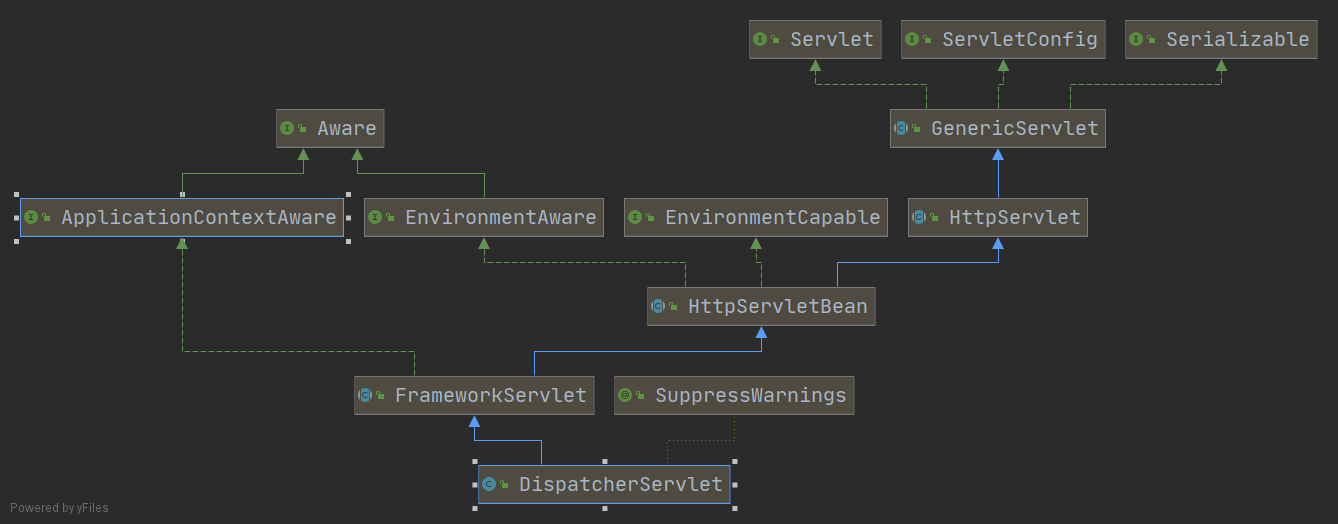 Servlet
ServletConfig
Serializable
Aware
GenericServlet
ApplicationContextAware
EnvironmentAware
EnvironmentCapable
HttpServlet
HttpServletBean
FrameworkServlet
SuppressWarnings
DispatcherServlet
Powered by yFiles